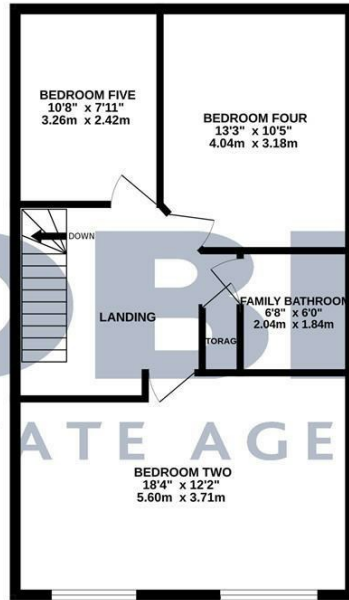 BEDROOM FIVE
10'8" x 7'11"
3.26m x 2.42m
BEDROOM FOUR
13'3" x 10'5"
4.04m x 3.18m
DOWN
FAMILY BATHROOM
6'8" x 6'0"
2.04m x 1.84m
LANDING
TORAG
OBE
ATE AGE
BEDROOM TWO
18'4" x 12'2"
5.60m x 3.71m